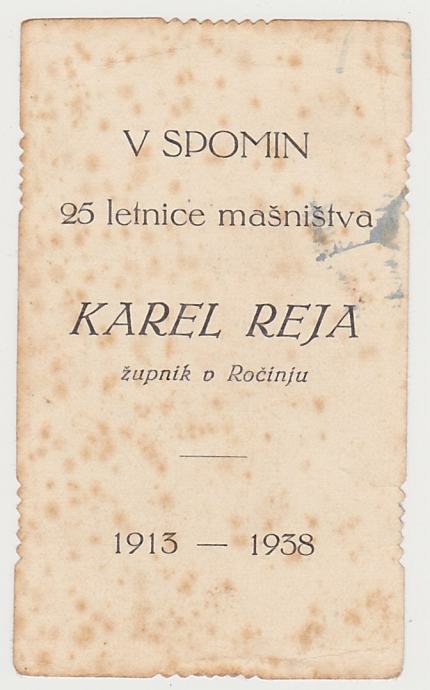 V SPOMIN
25 letnice mašništva
KAREL REJA
župnik v Ročinju
1913 — 1938